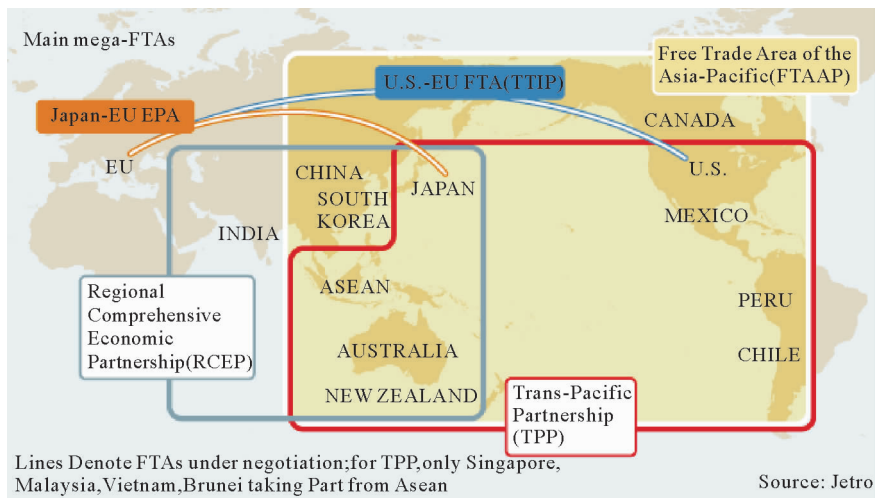 Main mega-FTAs
Free Trade Area of the
Asia-Pacific(FTAAP)
U.S.-EU FTA(TTIP)
Japan-EU EPA
CANADA
EU
CHINA
JAPAN
U.S.
SOUTH
KOREA
MEXICO
INDIA
ASEAN
Regional
Comprehensive
Economic
Partnership(RCEP)
PERU
AUSTRALIA
CHILE
NEW ZEALAND
Trans-Pacific
Partnership
(TPP)
Lines Denote FTAs under negotiation;for TPP,only Singapore,
Malaysia,Vietnam,Brunei taking Part from Asean
Source: Jetro